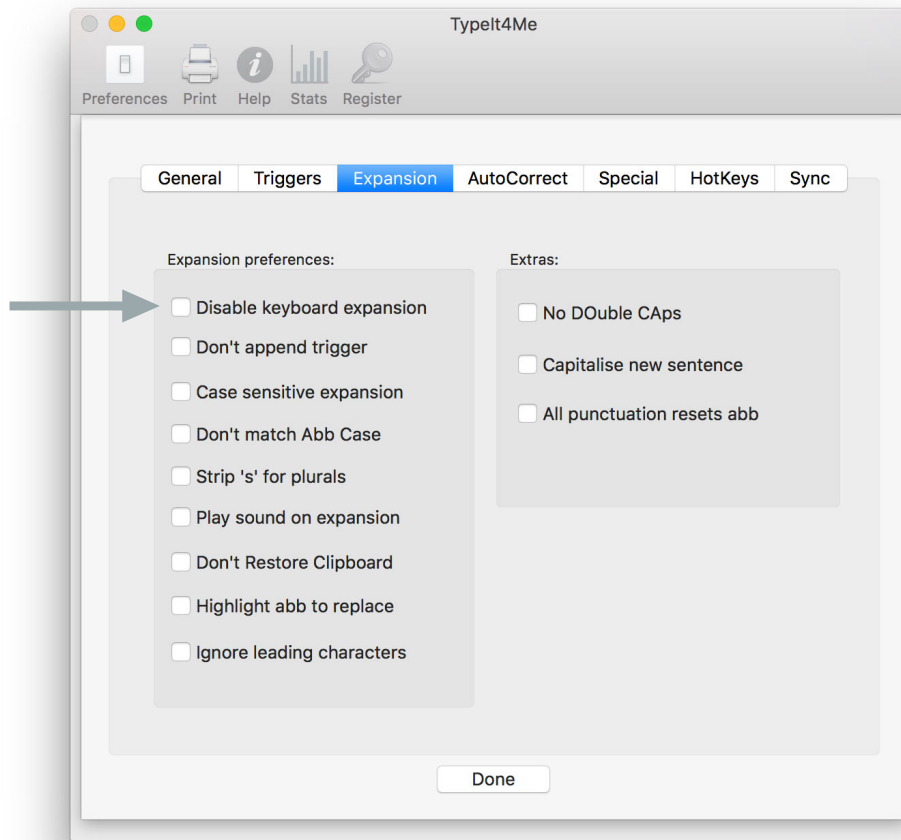 TypeIt4Me
Preferences Print Help Stats Register
General Triggers Expansion AutoCorrect Special HotKeys Sync
Expansion preferences:
Disable keyboard expansion
Don't append trigger
Case sensitive expansion
Don't match Abb Case
Strip 's' for plurals
Play sound on expansion
Don't Restore Clipboard
Highlight abb to replace
Ignore leading characters
Extras:
No DOuble CAps
Capitalise new sentence
All punctuation resets abb
Done